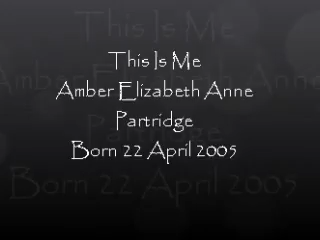 This Is Me
Amber Elizabeth Anne
Partridge
Born 22 April 2005